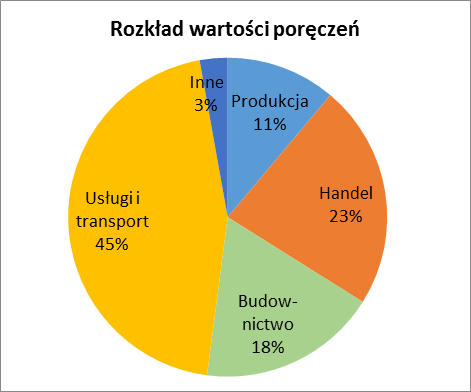 Rozkład wartości poręczeń
Inne
3%
Produkcja
11%
Handel
23%
Usługi i
transport
45%
Budow-
nictwo
18%